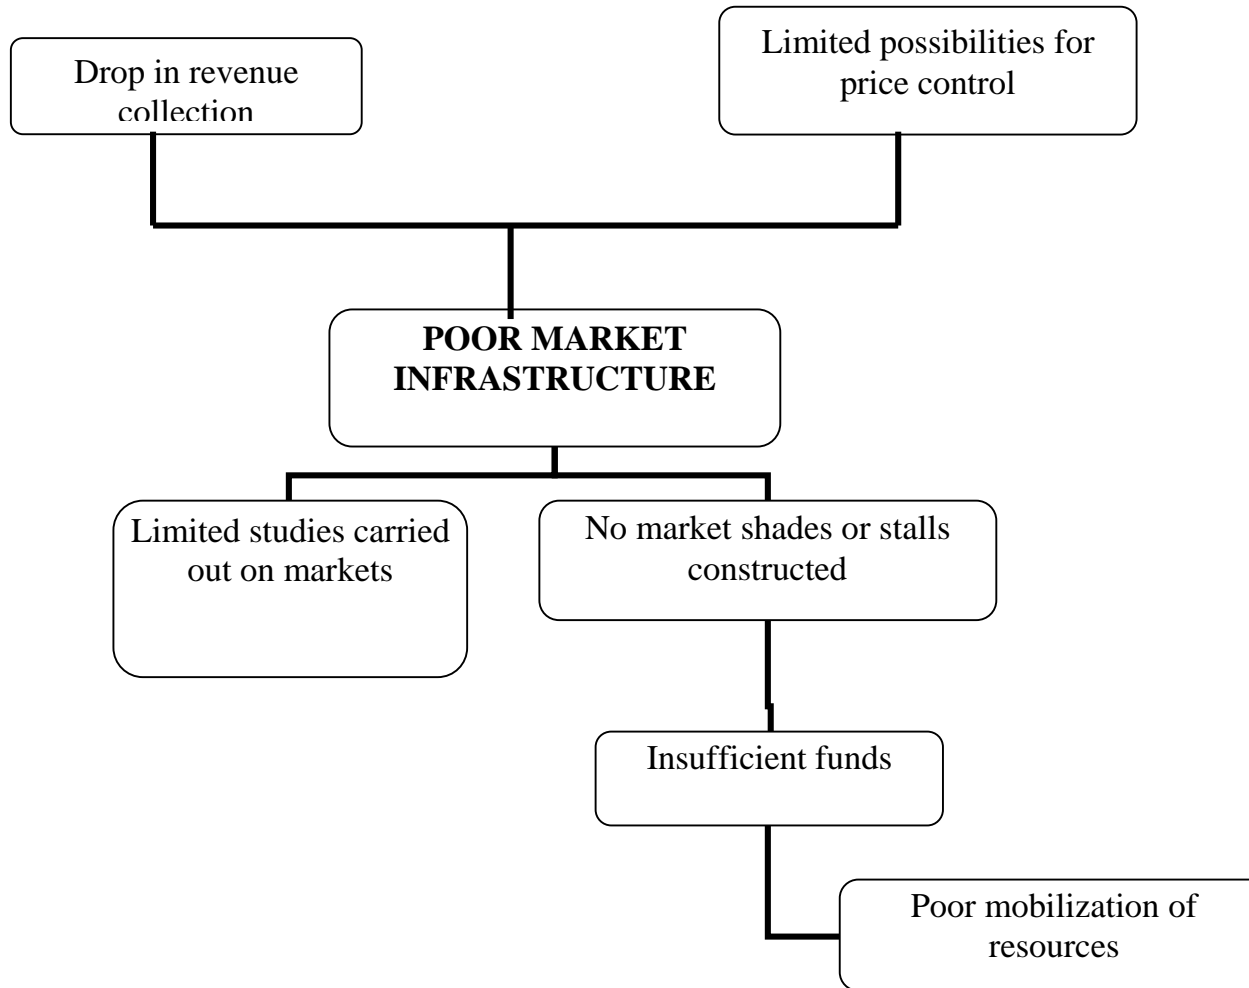 Drop in revenue
collection
Limited possibilities for
price control
POOR MARKET
INFRASTRUCTURE
Limited studies carried
out on markets
No market shades or stalls
constructed
Insufficient funds
Poor mobilization of
resources